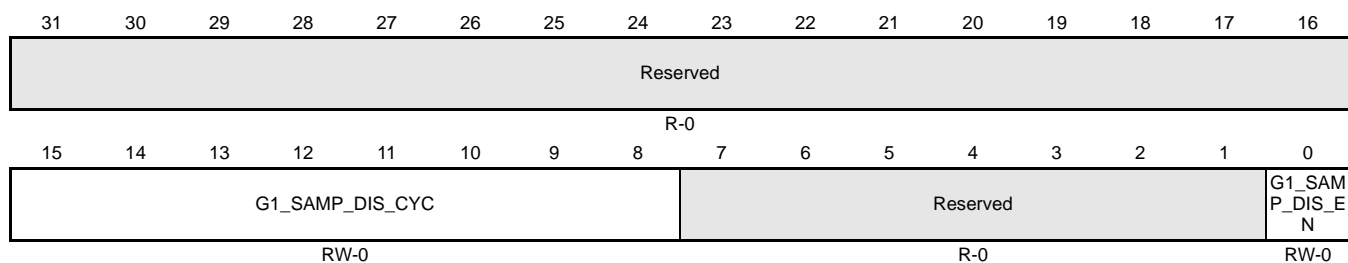 31 30 29 28 27 26 25 24 23 22 21 20 19 18 17 16
Reserved
R-0
15 14 13 12 11 10 9 8 7 6 5 4 3 2 1 0
G1_SAMP_DIS_CYC Reserved G1_SAM
P_DIS_E
N
RW-0 R-0 RW-0